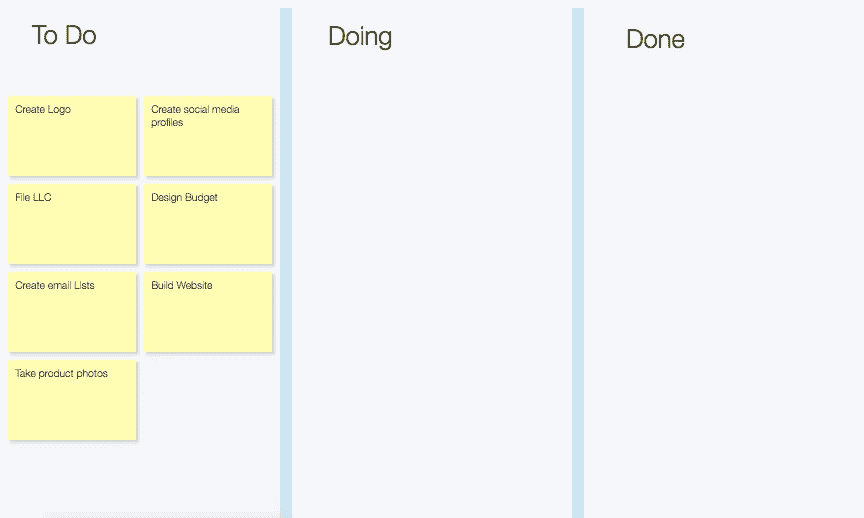 To Do
Doing
Done
Create Logo
Create social media
profiles
File LLC
Design Budget
Create email Lists
Build Website
Take product photos